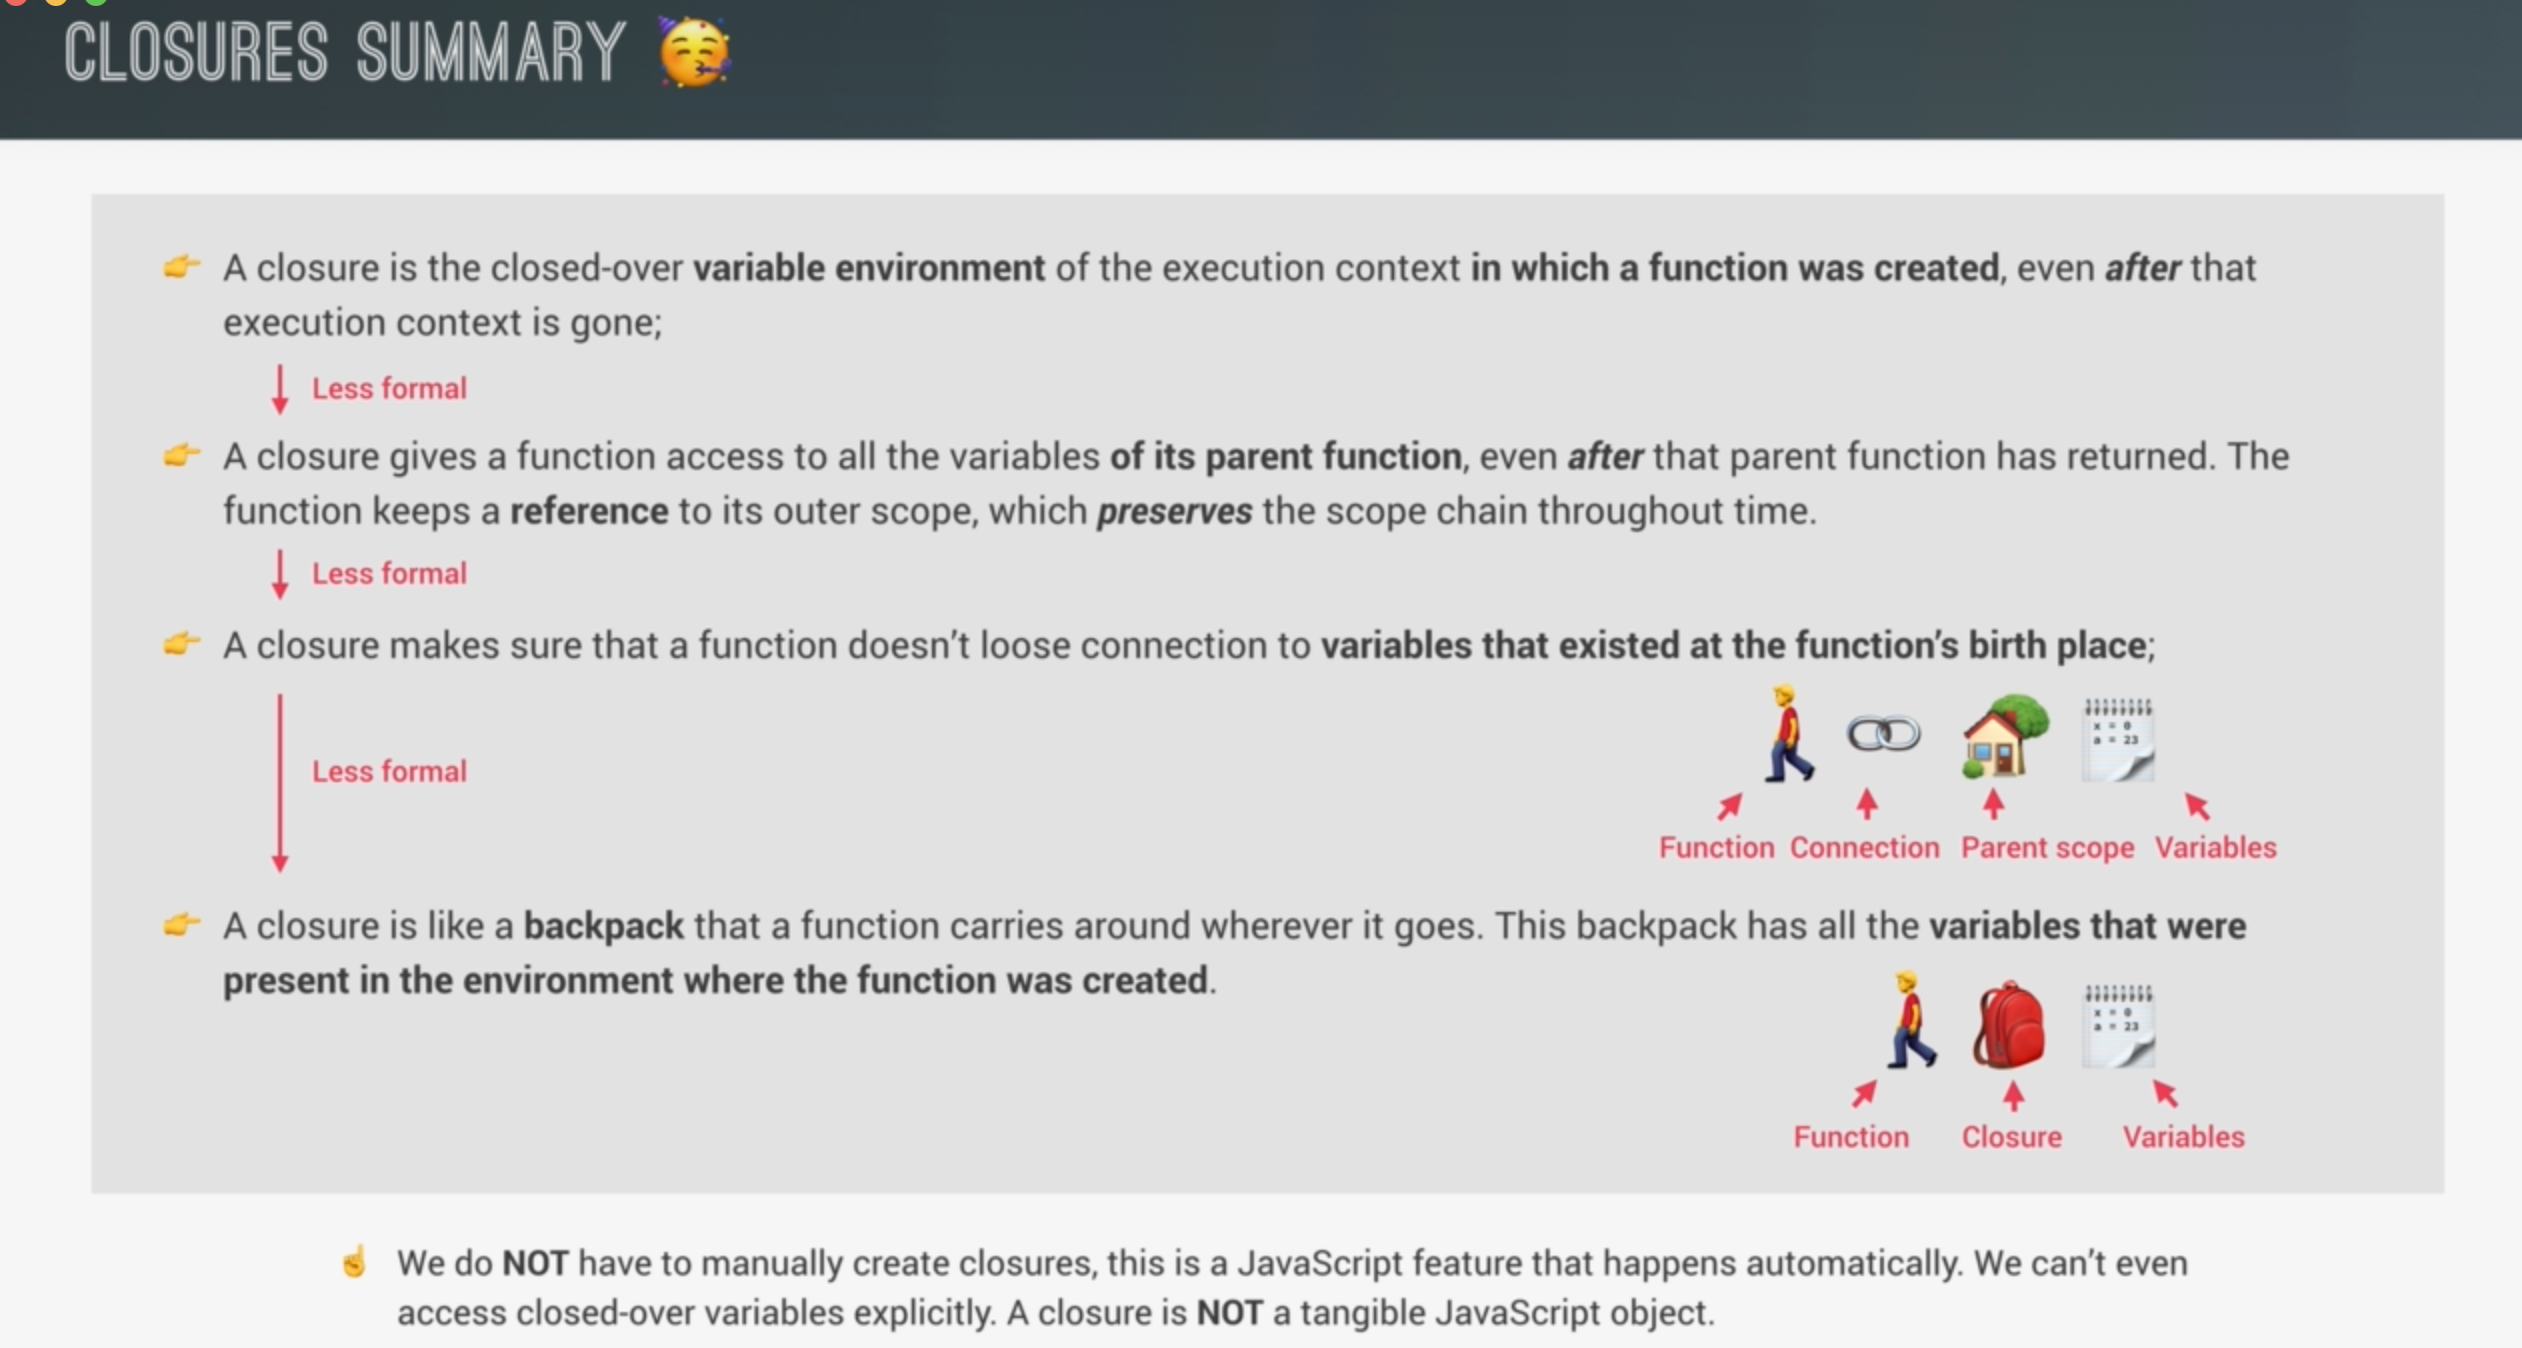 CLOSURES SUMMARY 🥳
👉 A closure is the closed-over variable environment of the execution context in which a function was created, even after that
execution context is gone;
Less formal
👉 A closure gives a function access to all the variables of its parent function, even after that parent function has returned. The
function keeps a reference to its outer scope, which preserves the scope chain throughout time.
Less formal
👉 A closure makes sure that a function doesn’t loose connection to variables that existed at the function’s birth place;
x = 0
a = 23
Less formal
Function Connection Parent scope Variables
👉 A closure is like a backpack that a function carries around wherever it goes. This backpack has all the variables that were
present in the environment where the function was created.
x = 0
a = 23
Function Closure Variables
☝️ We do NOT have to manually create closures, this is a JavaScript feature that happens automatically. We can’t even
access closed-over variables explicitly. A closure is NOT a tangible JavaScript object.